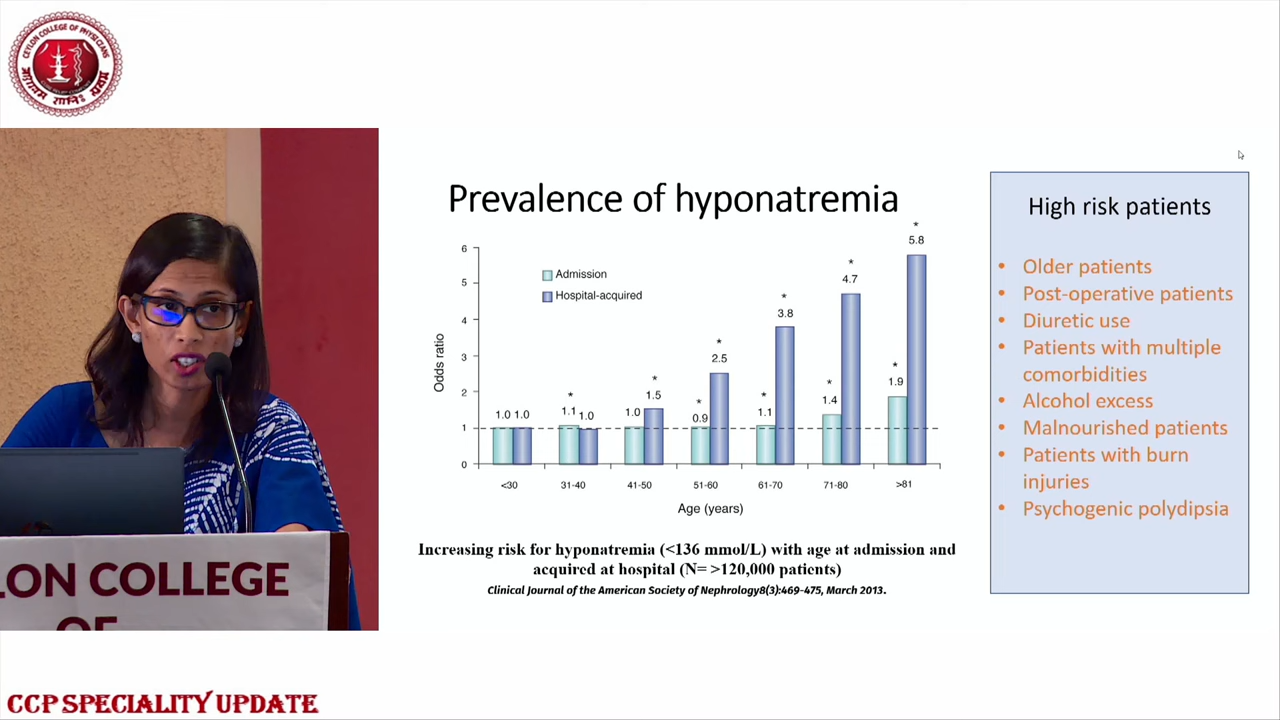 CEYLON COLLEGE OF PHYSICIANS
Prevalence of hyponatremia
Odds ratio
6
5
4
3
2
1
0
Admission
Hospital-acquired
1.0 1.0
*
1.1 1.0
*
1.0 1.5
*
*
0.9 2.5
*
*
1.1 3.8
*
*
1.4 4.7
*
*
1.9 5.8
<30 31-40 41-50 51-60 61-70 71-80 >81
Age (years)
Increasing risk for hyponatremia (<136 mmol/L) with age at admission and
acquired at hospital (N= >120,000 patients)
Clinical Journal of the American Society of Nephrology8(3):469-475, March 2013.
High risk patients
• Older patients
• Post-operative patients
• Diuretic use
• Patients with multiple
comorbidities
• Alcohol excess
• Malnourished patients
• Patients with burn
injuries
• Psychogenic polydipsia
LON COLLEGE
OF
CCP SPECIALITY UPDATE